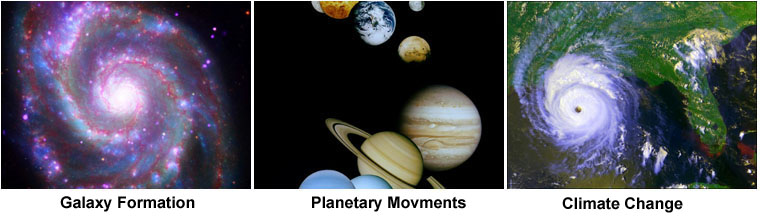 Galaxy Formation
Planetary Movments
Climate Change